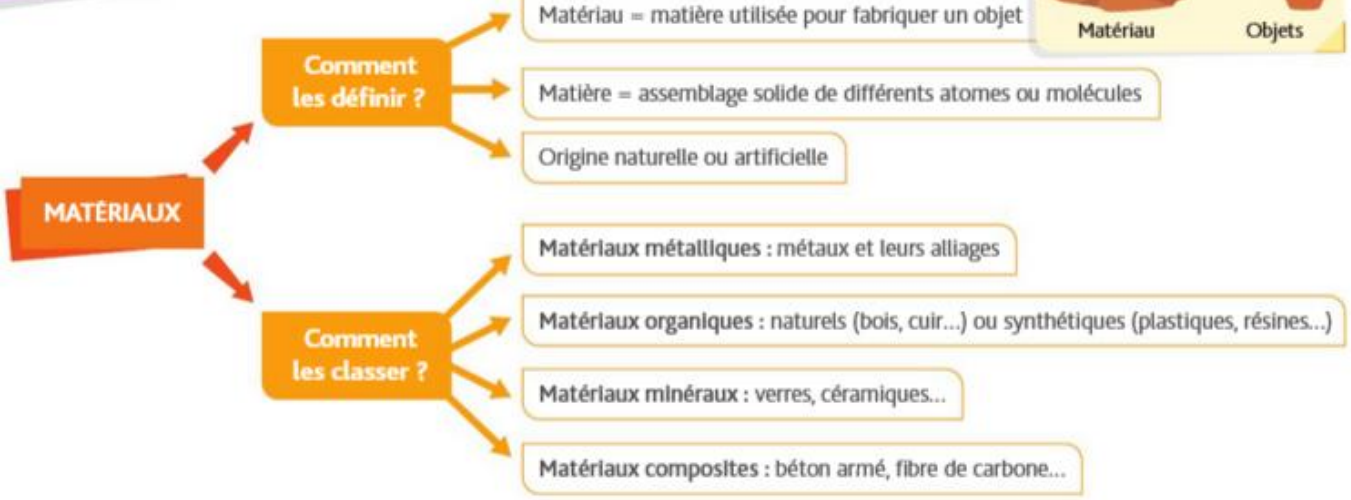 Matériau = matière utilisée pour fabriquer un objet
Matériau
Objets
Comment
les définir ?
Matière = assemblage solide de différents atomes ou molécules
Origine naturelle ou artificielle
MATÉRIAUX
Matériaux métalliques : métaux et leurs alliages
Matériaux organiques : naturels (bois, cuir...) ou synthétiques (plastiques, résines...)
Comment
les classer ?
Matériaux minéraux : verres, céramiques...
Matériaux composites : béton armé, fibre de carbone...